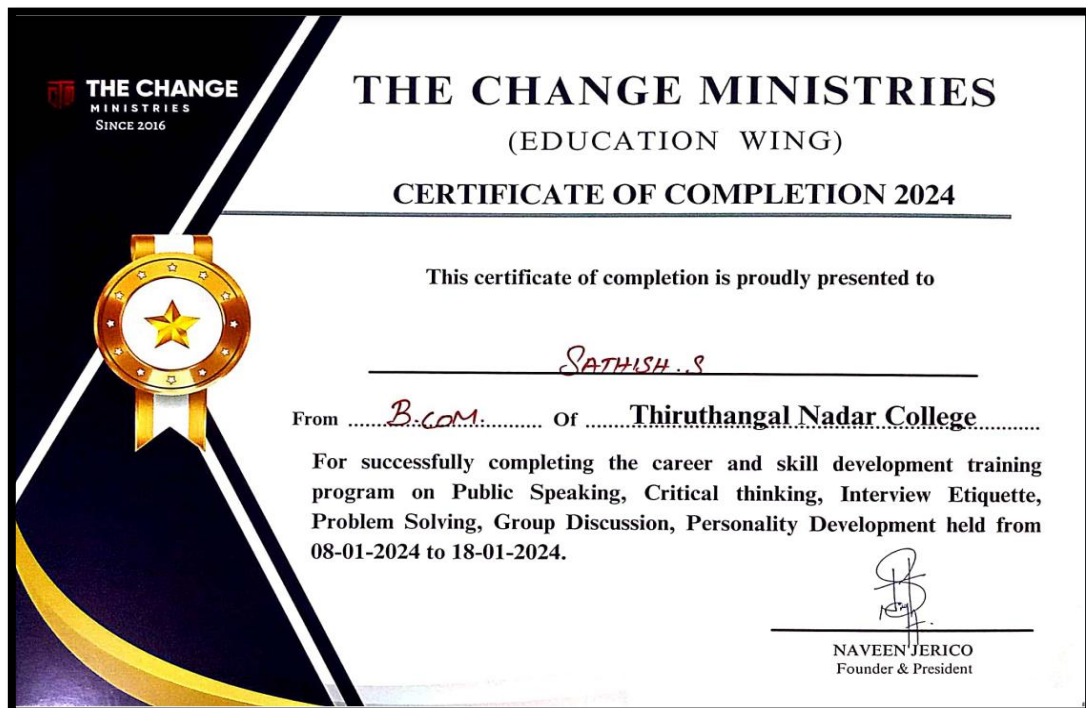 THE CHANGE
MINISTRIES
SINCE 2016
THE CHANGE MINISTRIES
(EDUCATION WING)
CERTIFICATE OF COMPLETION 2024
This certificate of completion is proudly presented to
SATHISH.S
From ........B.COM............. Of ......Thiruthangal Nadar College..........
For successfully completing the career and skill development training
program on Public Speaking, Critical thinking, Interview Etiquette,
Problem Solving, Group Discussion, Personality Development held from
08-01-2024 to 18-01-2024.
NAVEEN JERICO
Founder & President